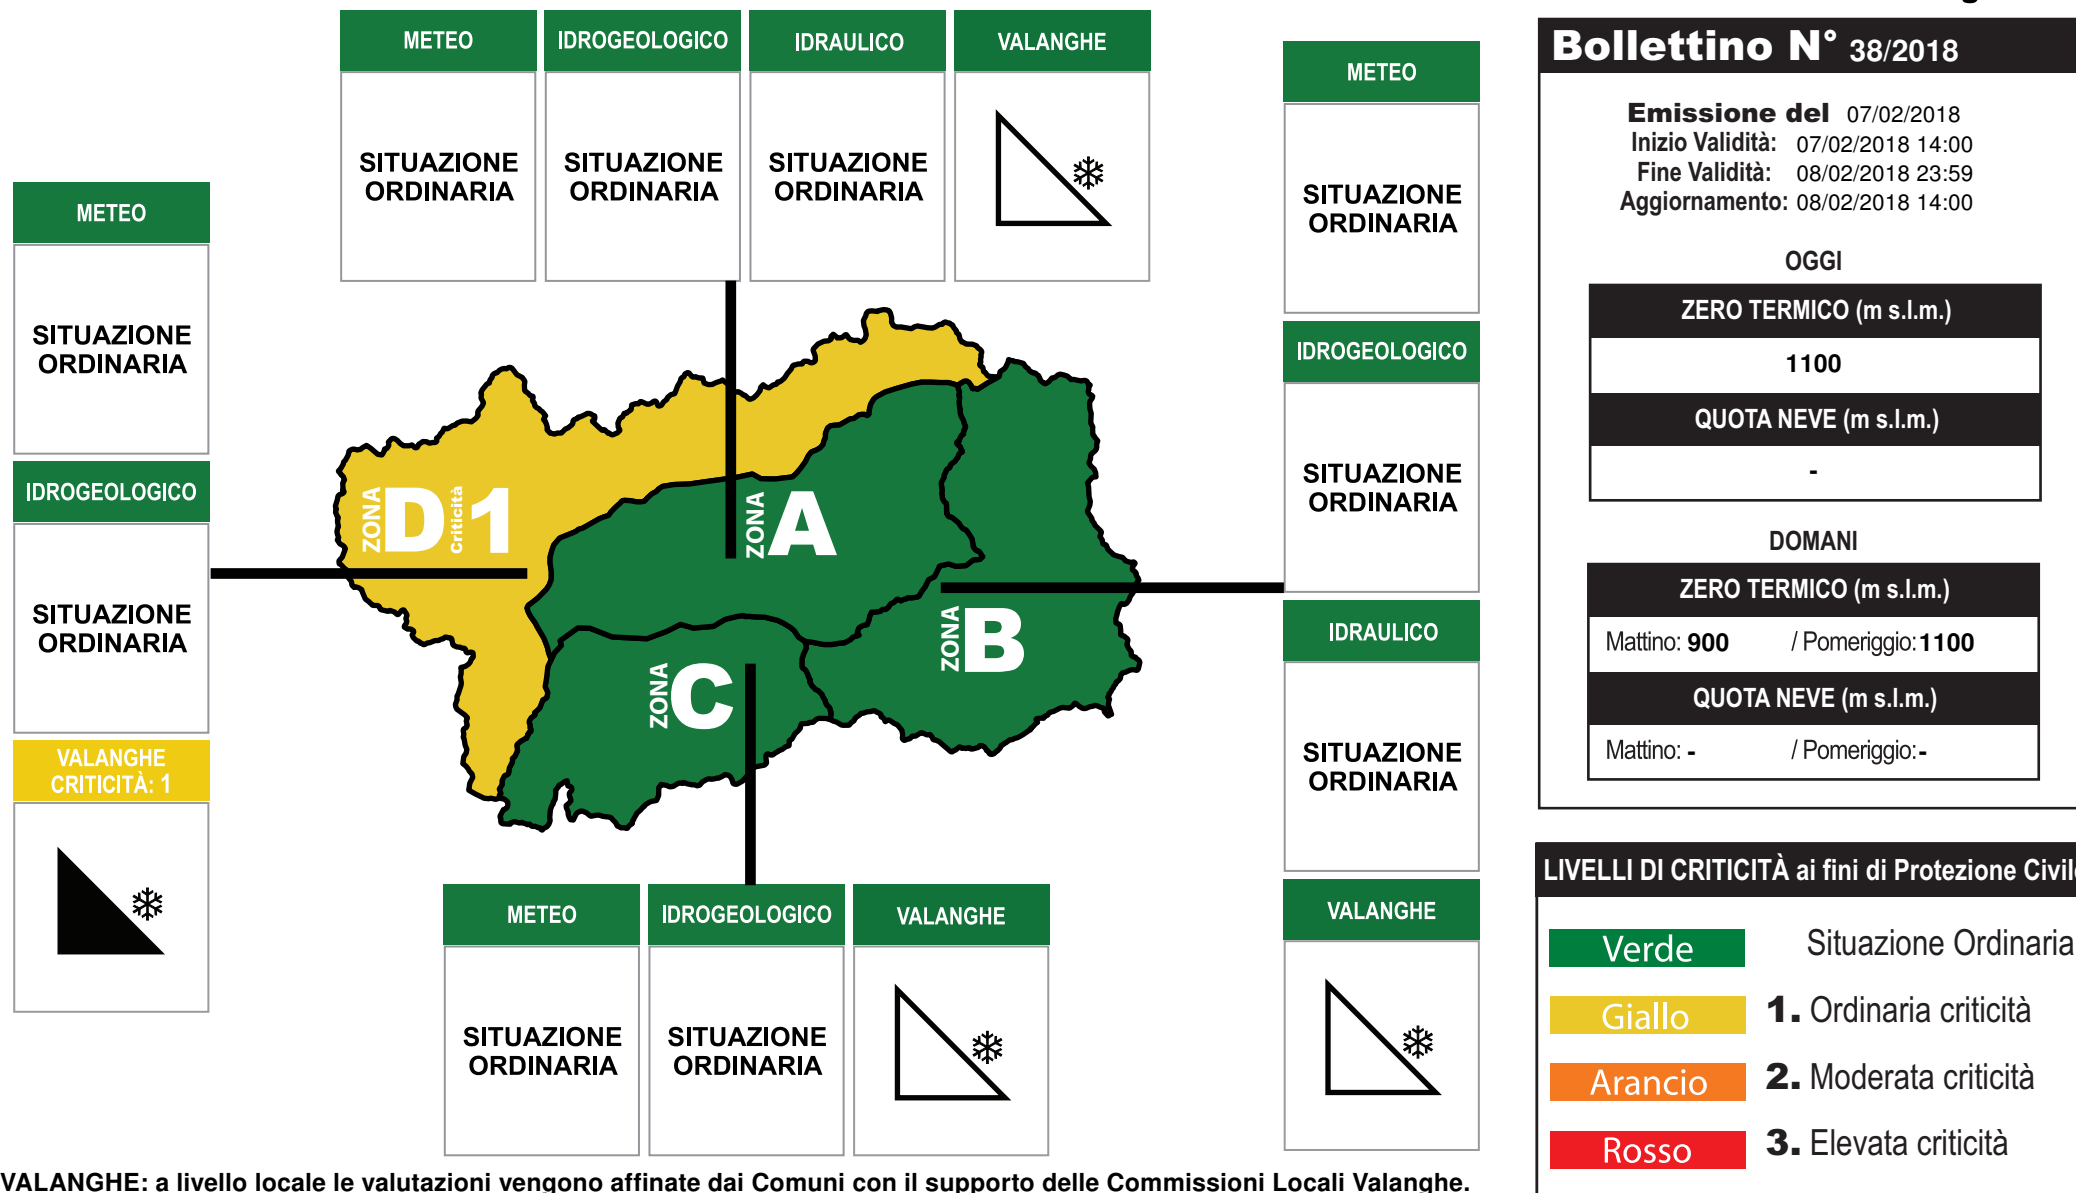 METEO
IDROGEOLOGICO
IDRAULICO
VALANGHE
SITUAZIONE
ORDINARIA
SITUAZIONE
ORDINARIA
SITUAZIONE
ORDINARIA
METEO
SITUAZIONE
ORDINARIA
IDROGEOLOGICO
SITUAZIONE
ORDINARIA
VALANGHE
CRITICITÀ: 1
METEO
SITUAZIONE
ORDINARIA
IDROGEOLOGICO
SITUAZIONE
ORDINARIA
IDRAULICO
SITUAZIONE
ORDINARIA
VALANGHE
ZONA D Criticità 1
ZONA A
ZONA B
ZONA C
METEO
IDROGEOLOGICO
VALANGHE
SITUAZIONE
ORDINARIA
SITUAZIONE
ORDINARIA
VALANGHE: a livello locale le valutazioni vengono affinate dai Comuni con il supporto delle Commissioni Locali Valanghe.
Bollettino N° 38/2018
Emissione del 07/02/2018
Inizio Validità: 07/02/2018 14:00
Fine Validità: 08/02/2018 23:59
Aggiornamento: 08/02/2018 14:00
OGGI
ZERO TERMICO (m s.l.m.)
1100
QUOTA NEVE (m s.l.m.)
-
DOMANI
ZERO TERMICO (m s.l.m.)
Mattino: 900 / Pomeriggio: 1100
QUOTA NEVE (m s.l.m.)
Mattino: - / Pomeriggio: -
LIVELLI DI CRITICITÀ ai fini di Protezione Civile
Verde Situazione Ordinaria
Giallo 1. Ordinaria criticità
Arancio 2. Moderata criticità
Rosso 3. Elevata criticità